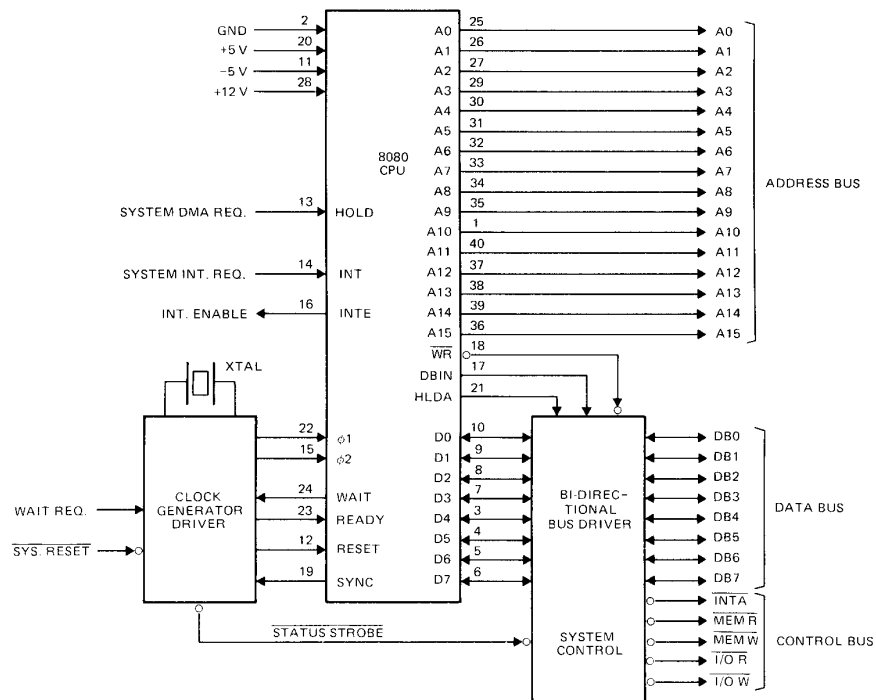 GND 2
+5 V 20
−5 V 11
+12 V 28
8080
CPU
A0 25 A0
A1 26 A1
A2 27 A2
A3 29 A3
A4 30 A4
A5 31 A5
A6 32 A6
A7 33 A7
A8 34 A8
A9 35 A9
A10 1 A10
A11 40 A11
A12 37 A12
A13 38 A13
A14 39 A14
A15 36 A15
ADDRESS BUS
SYSTEM DMA REQ. 13 HOLD
SYSTEM INT. REQ. 14 INT
INT. ENABLE 16 INTE
WR 18
DBIN 17
HLDA 21
XTAL
CLOCK
GENERATOR
DRIVER
WAIT REQ.
SYS. RESET
22 ϕ1
15 ϕ2
24 WAIT
23 READY
12 RESET
19 SYNC
D0 10
D1 9
D2 8
D3 7
D4 3
D5 4
D6 5
D7 6
BI-DIREC-
TIONAL
BUS DRIVER
SYSTEM
CONTROL
DB0
DB1
DB2
DB3
DB4
DB5
DB6
DB7
DATA BUS
INTA
MEM R
MEM W
I/O R
I/O W
CONTROL BUS
STATUS STROBE